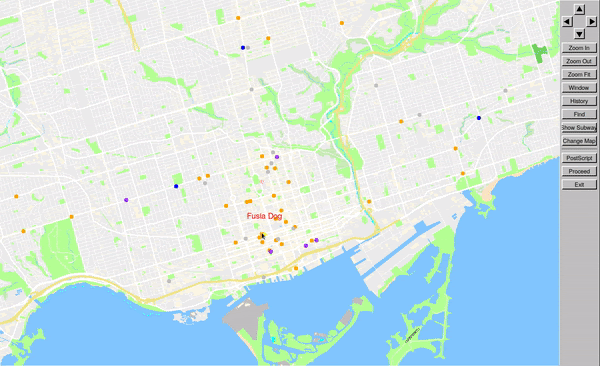 Fusia Dog
Zoom In
Zoom Out
Zoom Fit
Window
History
Find
Show Subway
Change Map
PostScript
Proceed
Exit